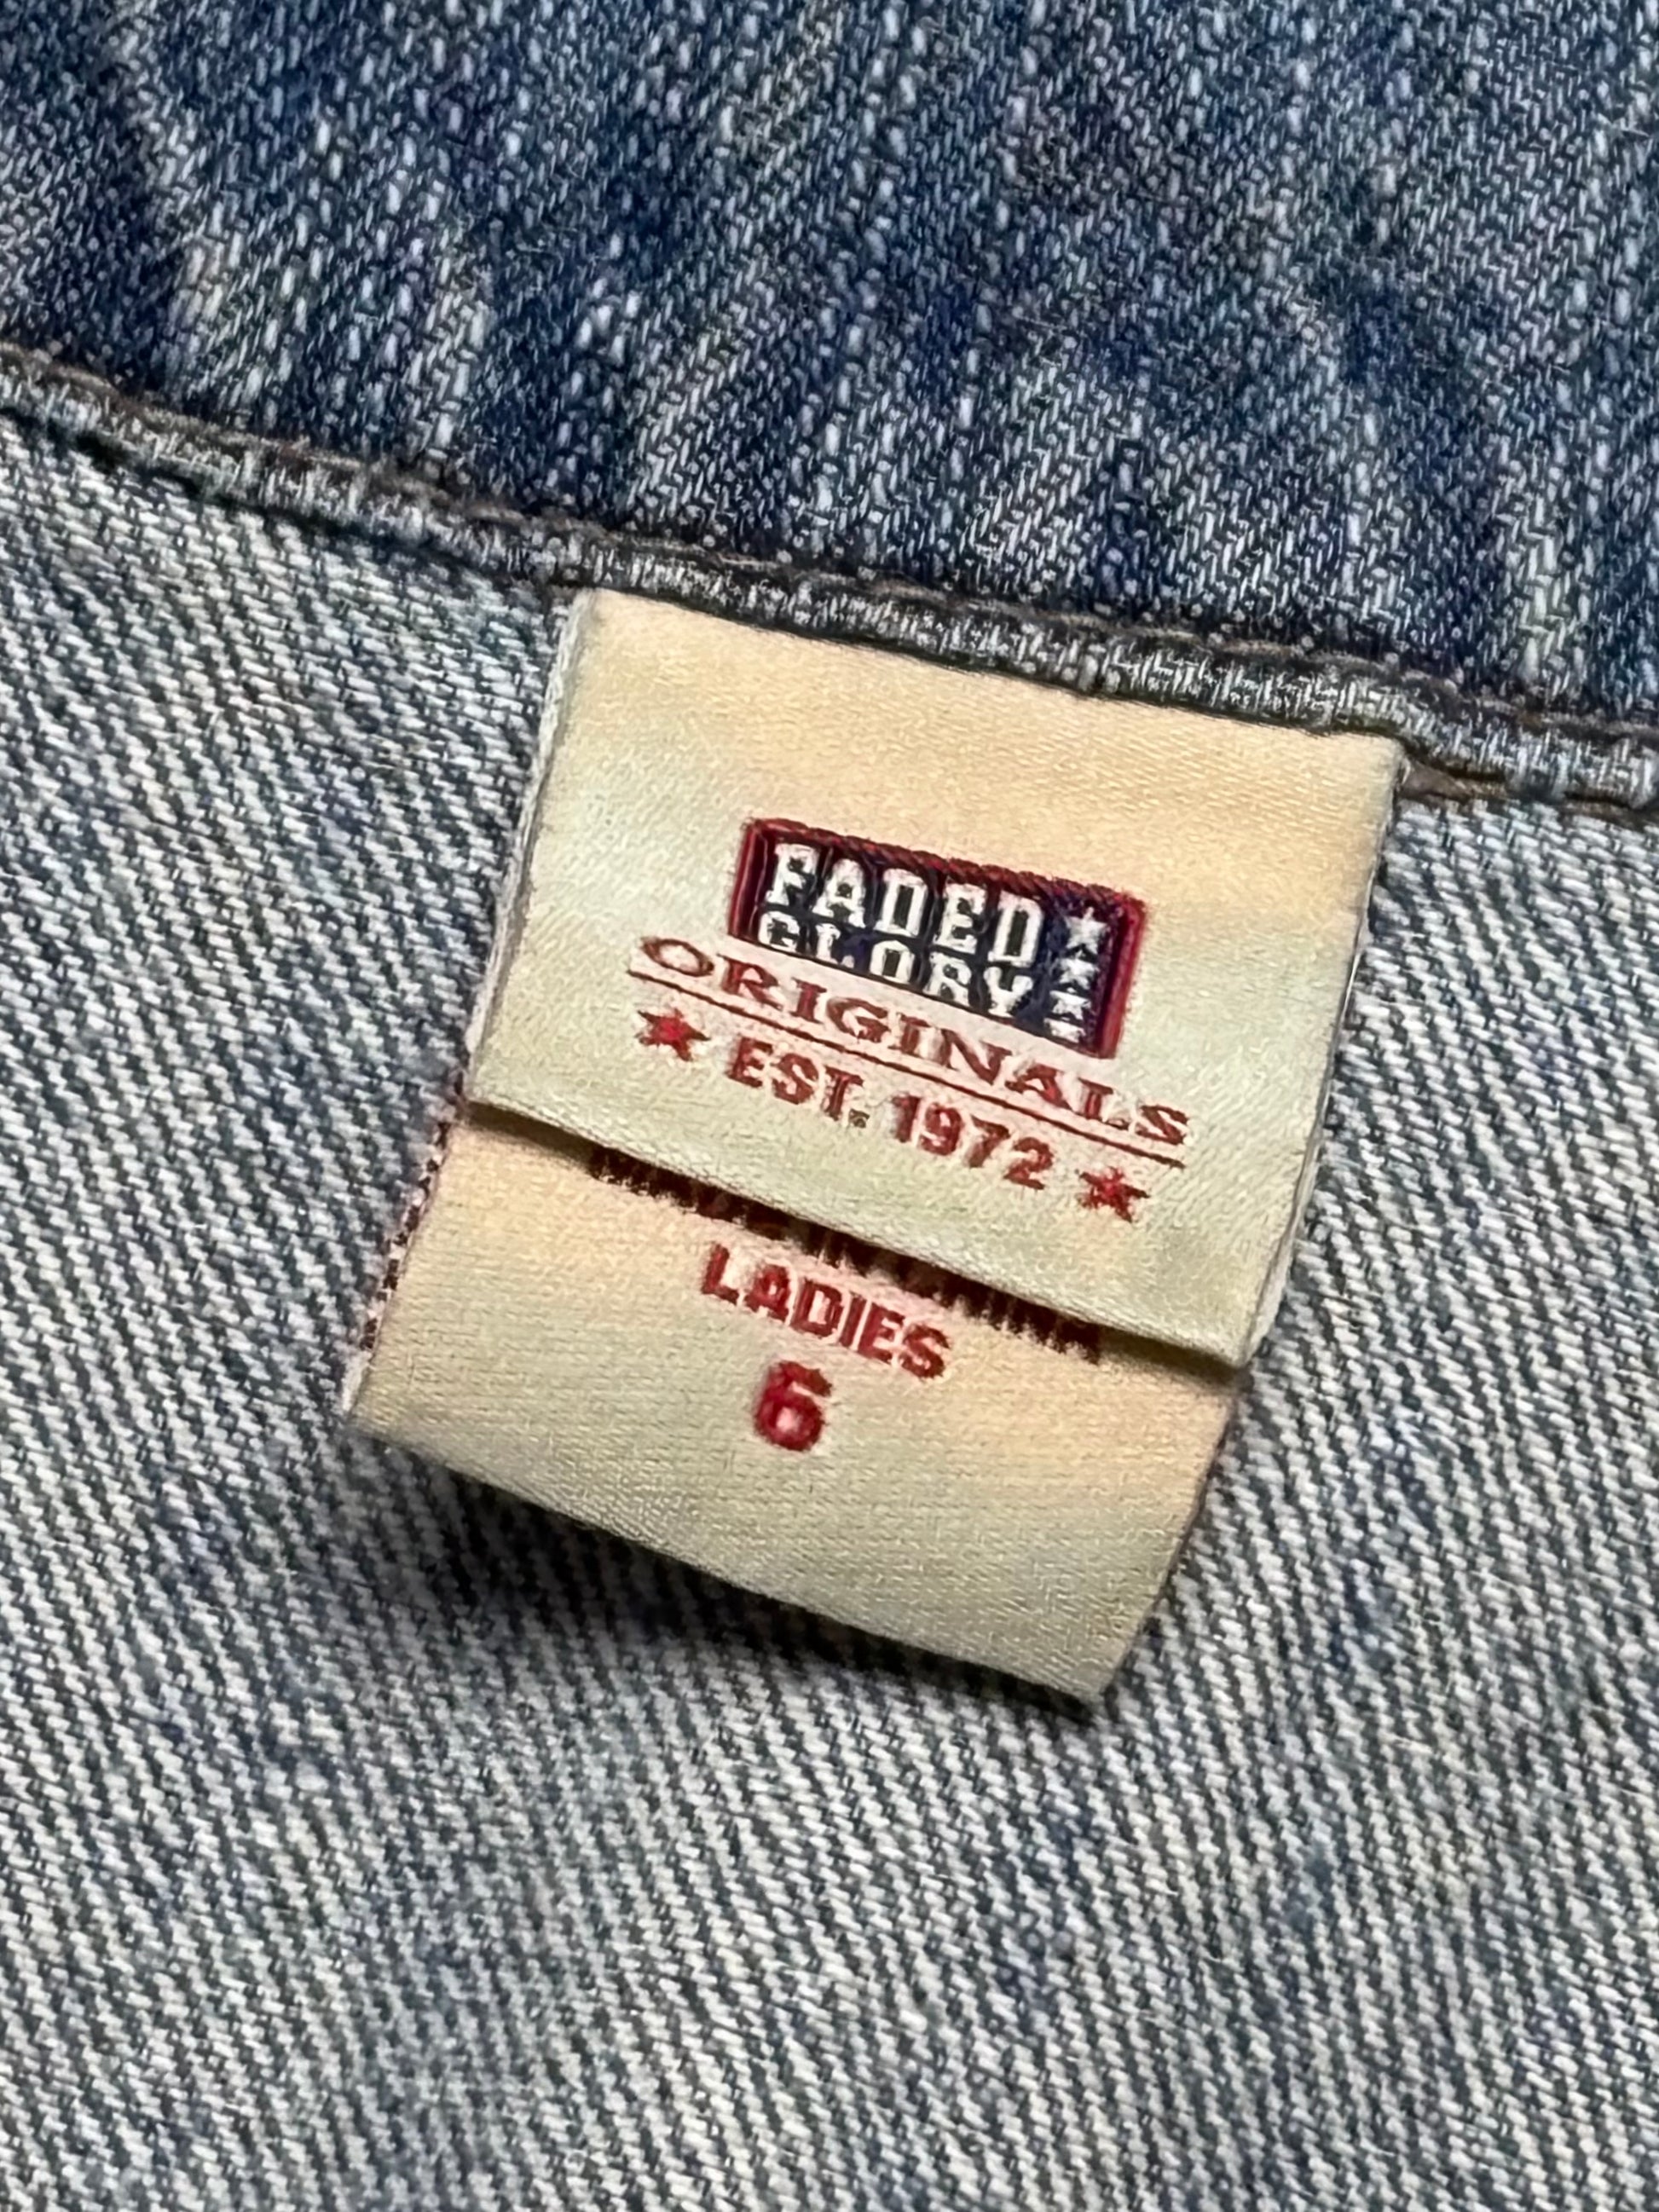 FADED
GLORY
ORIGINALS
EST. 1972
LADIES
6